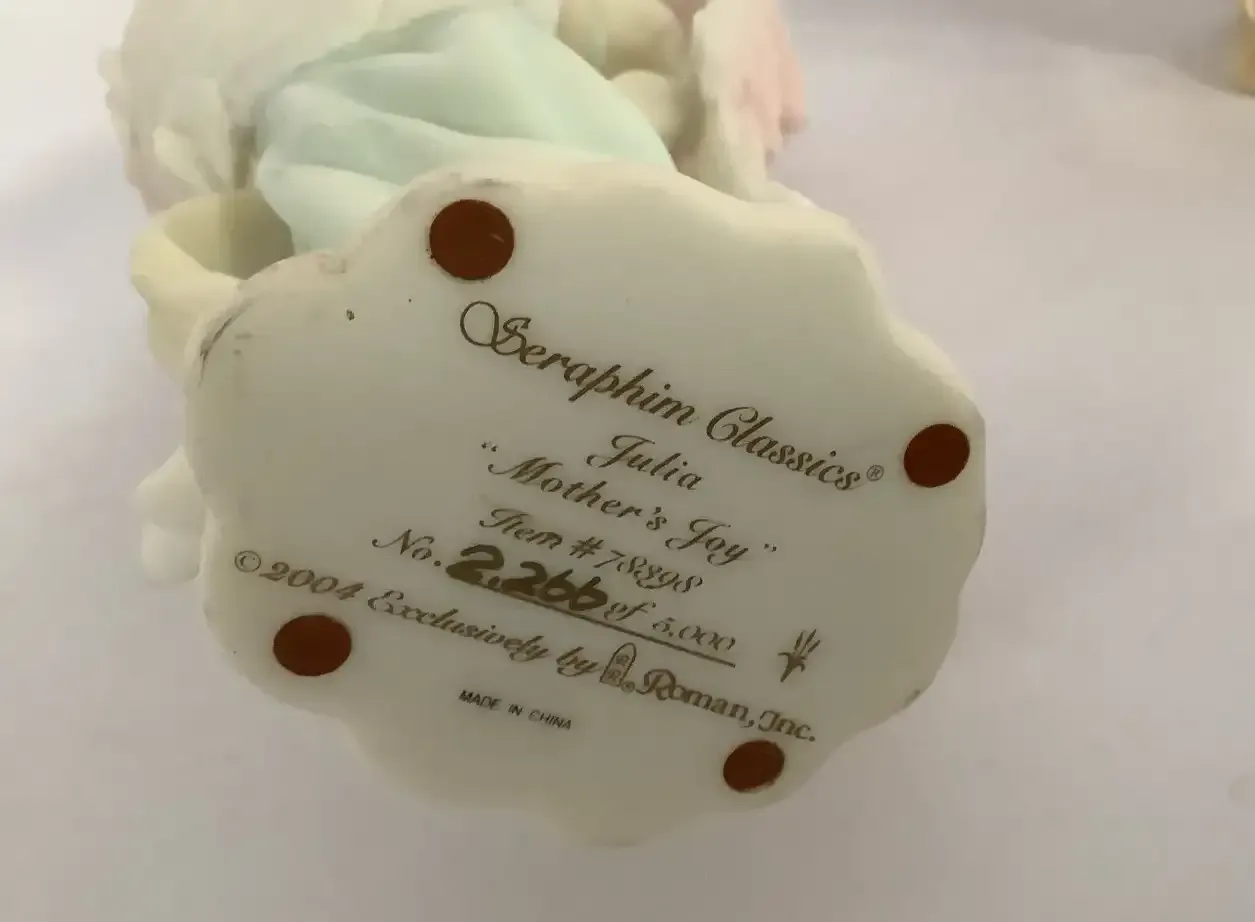 Seraphim Classics®
Julia
“Mother's Joy”
Item #78898
No. 2,266 of 5,000
©2004 Exclusively by Roman, Inc.
MADE IN CHINA